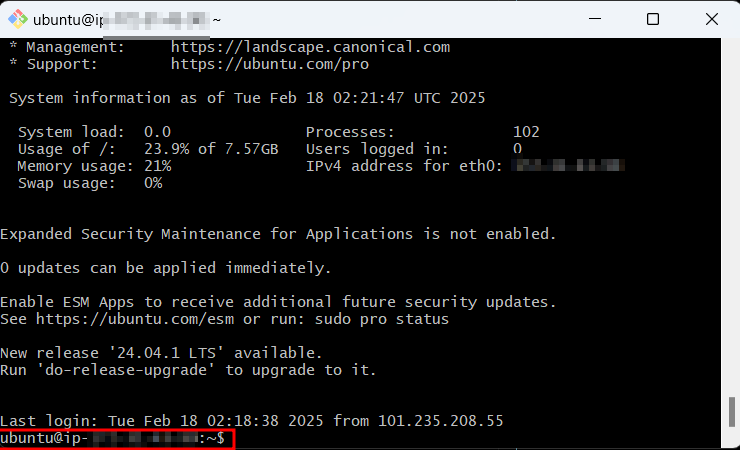 ubuntu@ip- ~
* Management:     https://landscape.canonical.com
* Support:        https://ubuntu.com/pro
System information as of Tue Feb 18 02:21:47 UTC 2025
System load:  0.0               Processes:             102
Usage of /:   23.9% of 7.57GB   Users logged in:       0
Memory usage: 21%               IPv4 address for eth0:
Swap usage:   0%
Expanded Security Maintenance for Applications is not enabled.
0 updates can be applied immediately.
Enable ESM Apps to receive additional future security updates.
See https://ubuntu.com/esm or run: sudo pro status
New release '24.04.1 LTS' available.
Run 'do-release-upgrade' to upgrade to it.
Last login: Tue Feb 18 02:18:38 2025 from 101.235.208.55
ubuntu@ip- :~$